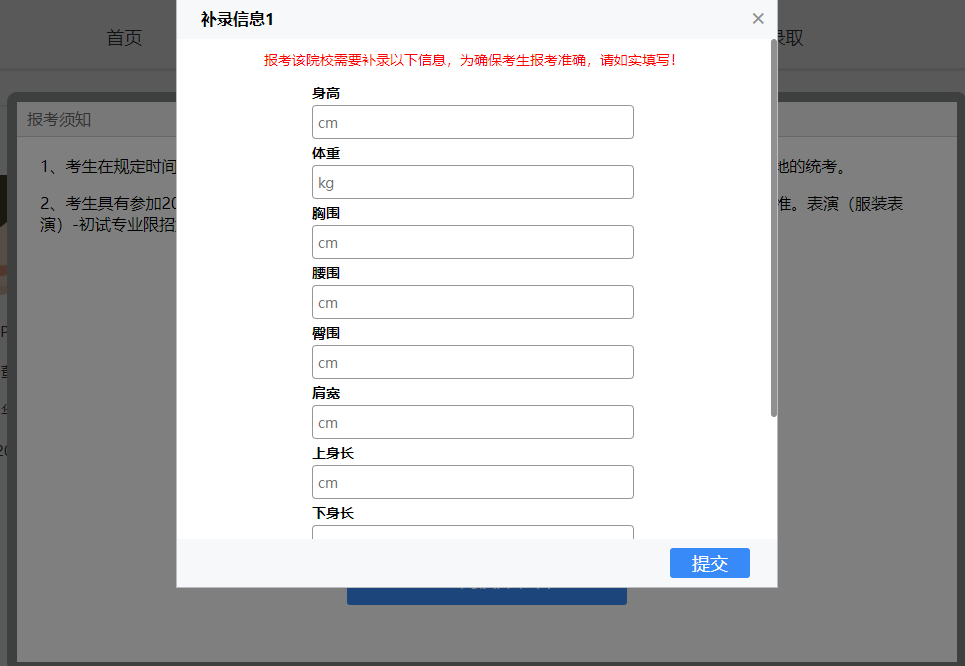 首页
补录信息1
×
录取
报考该院校需要补录以下信息，为确保考生报考准确，请如实填写！
报考须知
身高
cm
1、考生在规定时间
地的统考。
体重
kg
2、考生具有参加20
准。表演（服装表
演）-初试专业限招
胸围
cm
腰围
cm
臀围
cm
肩宽
cm
上身长
cm
下身长
提交